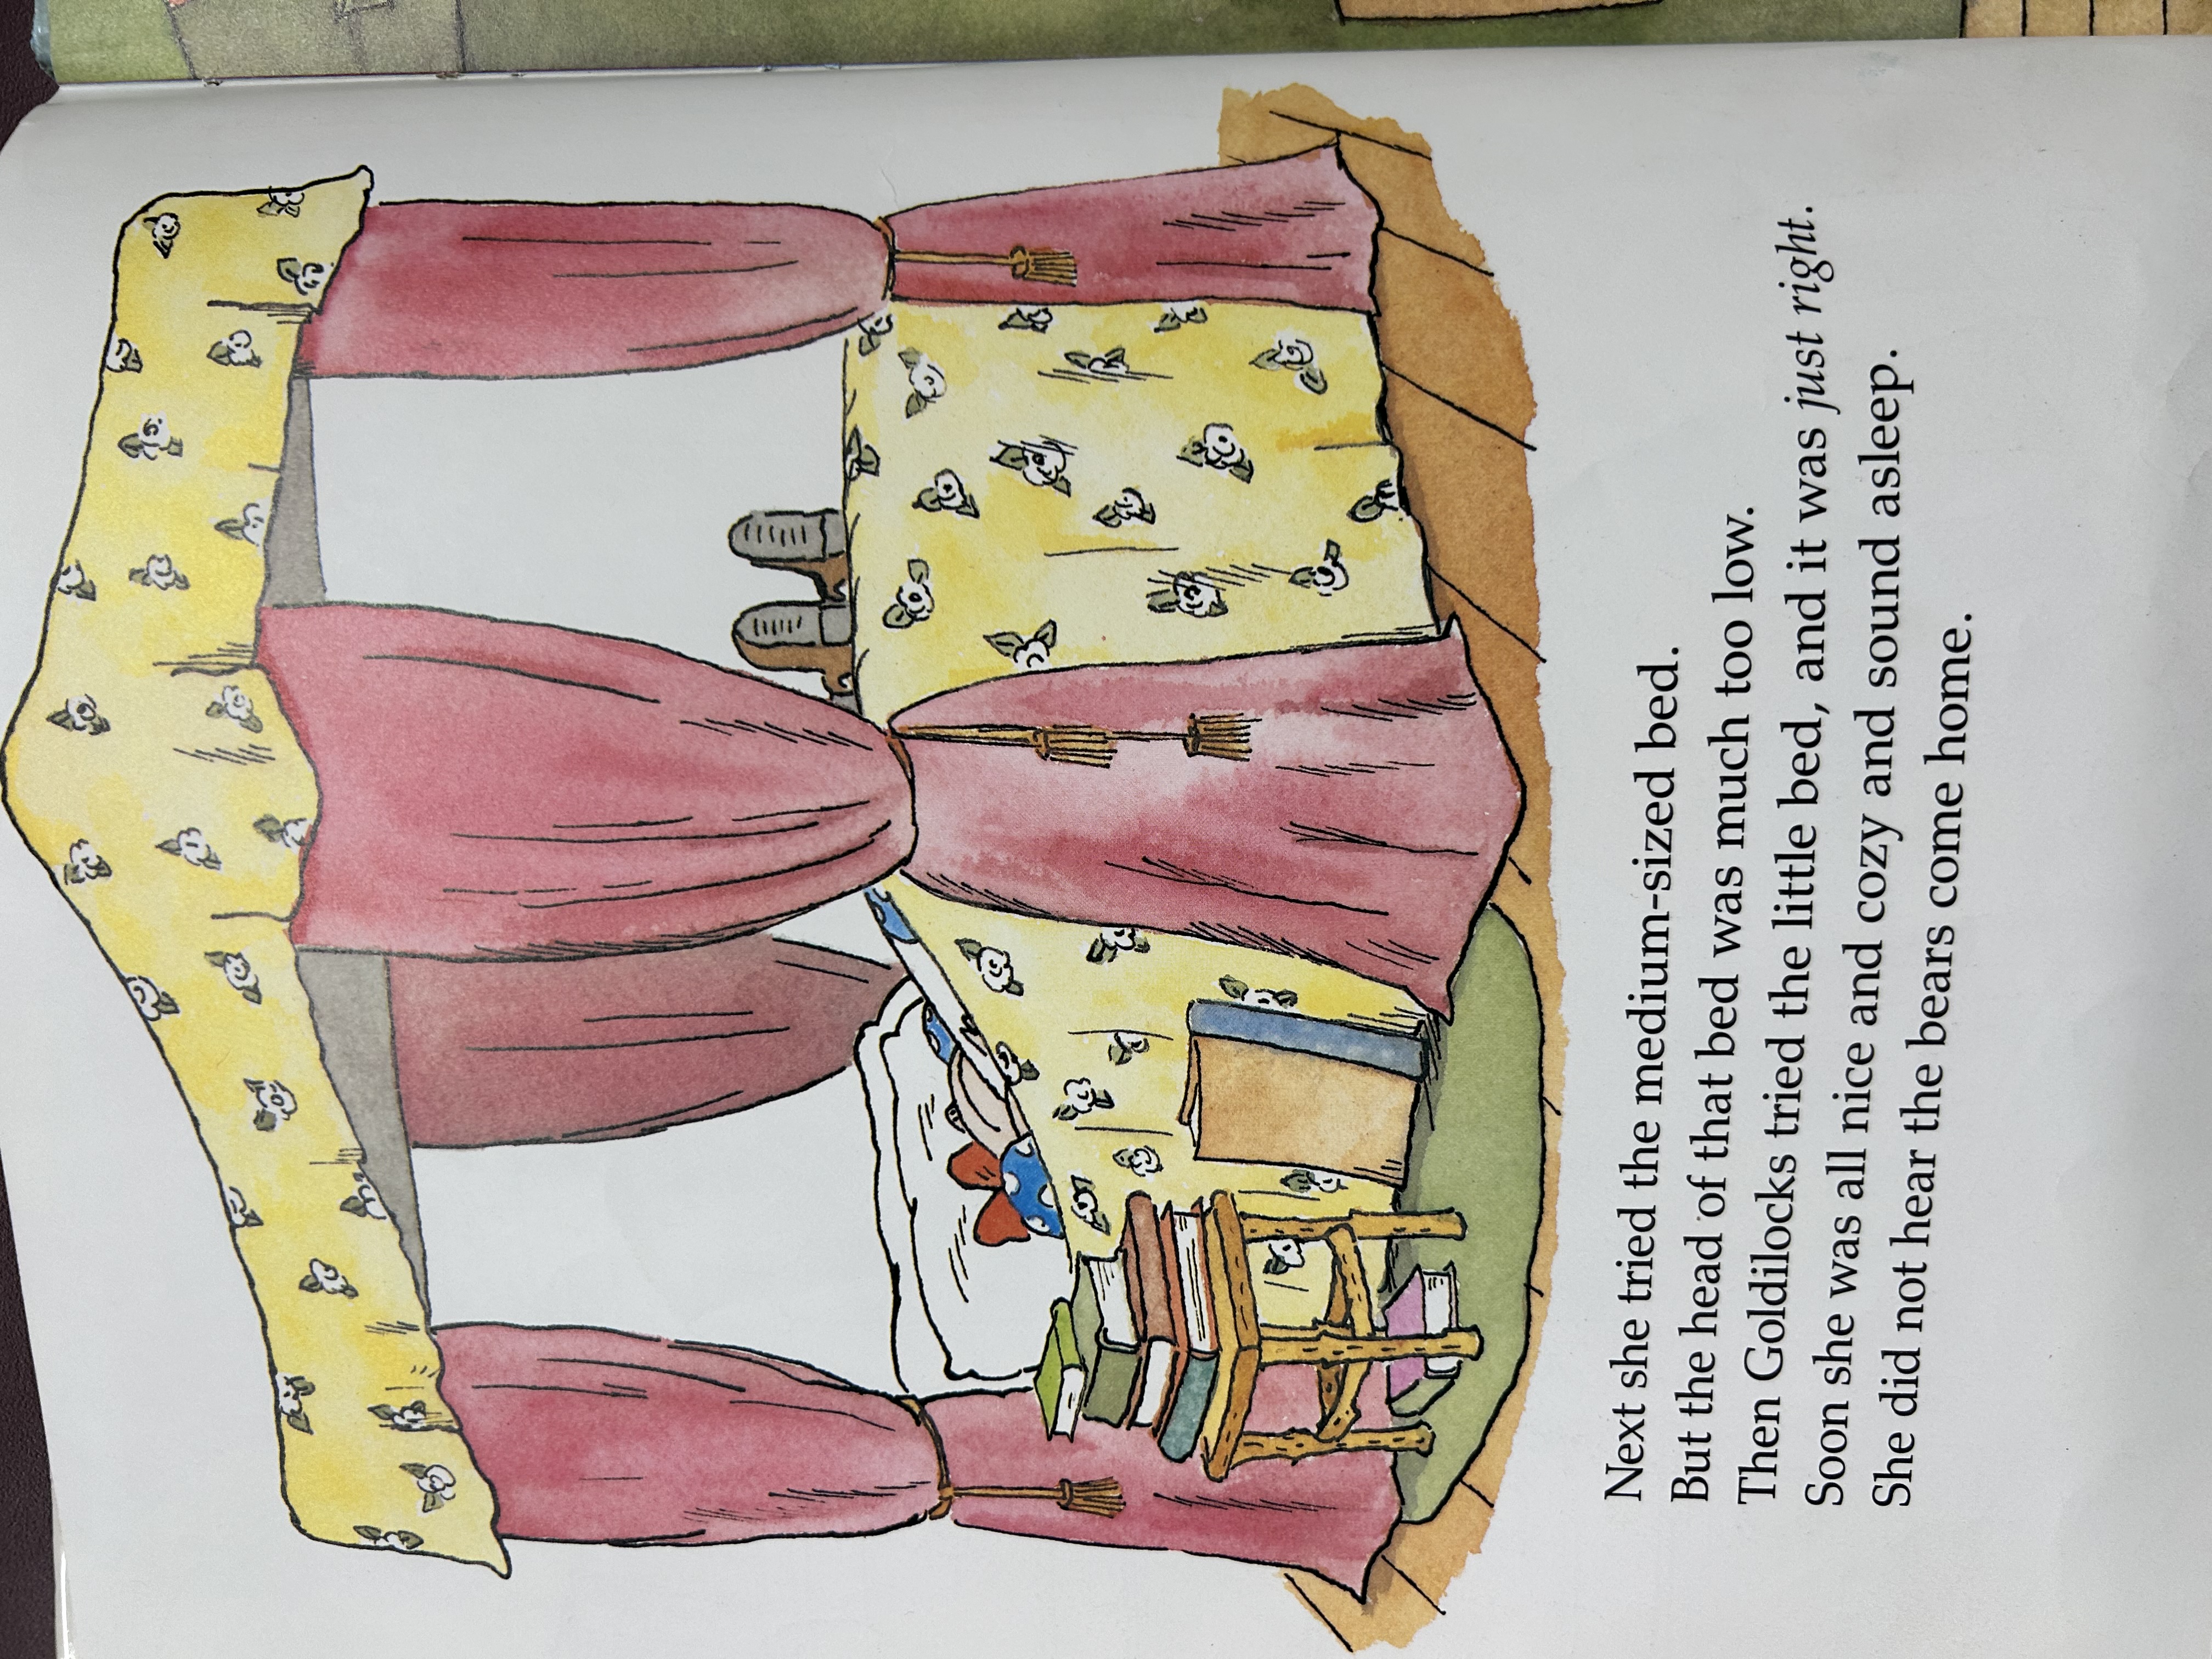 Next she tried the medium-sized bed.
But the head of that bed was much too low.
Then Goldilocks tried the little bed, and it was just right.
Soon she was all nice and cozy and sound asleep.
She did not hear the bears come home.